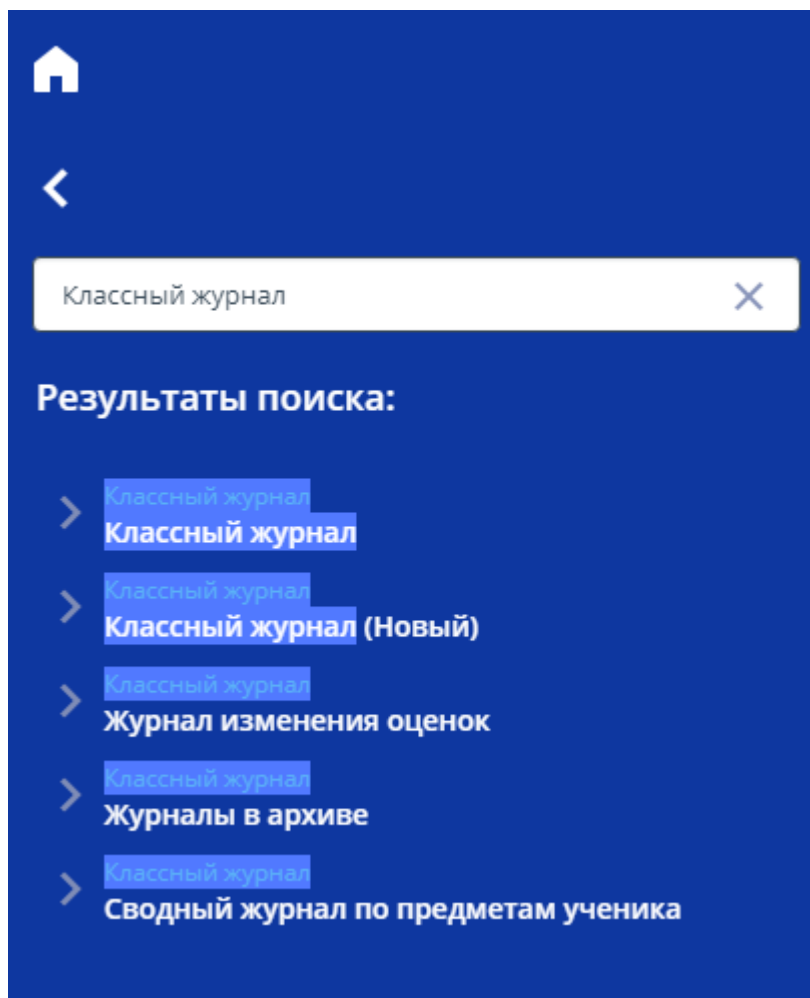 Классный журнал
Результаты поиска:
Классный журнал
Классный журнал
Классный журнал
Классный журнал (Новый)
Классный журнал
Журнал изменения оценок
Классный журнал
Журналы в архиве
Классный журнал
Сводный журнал по предметам ученика